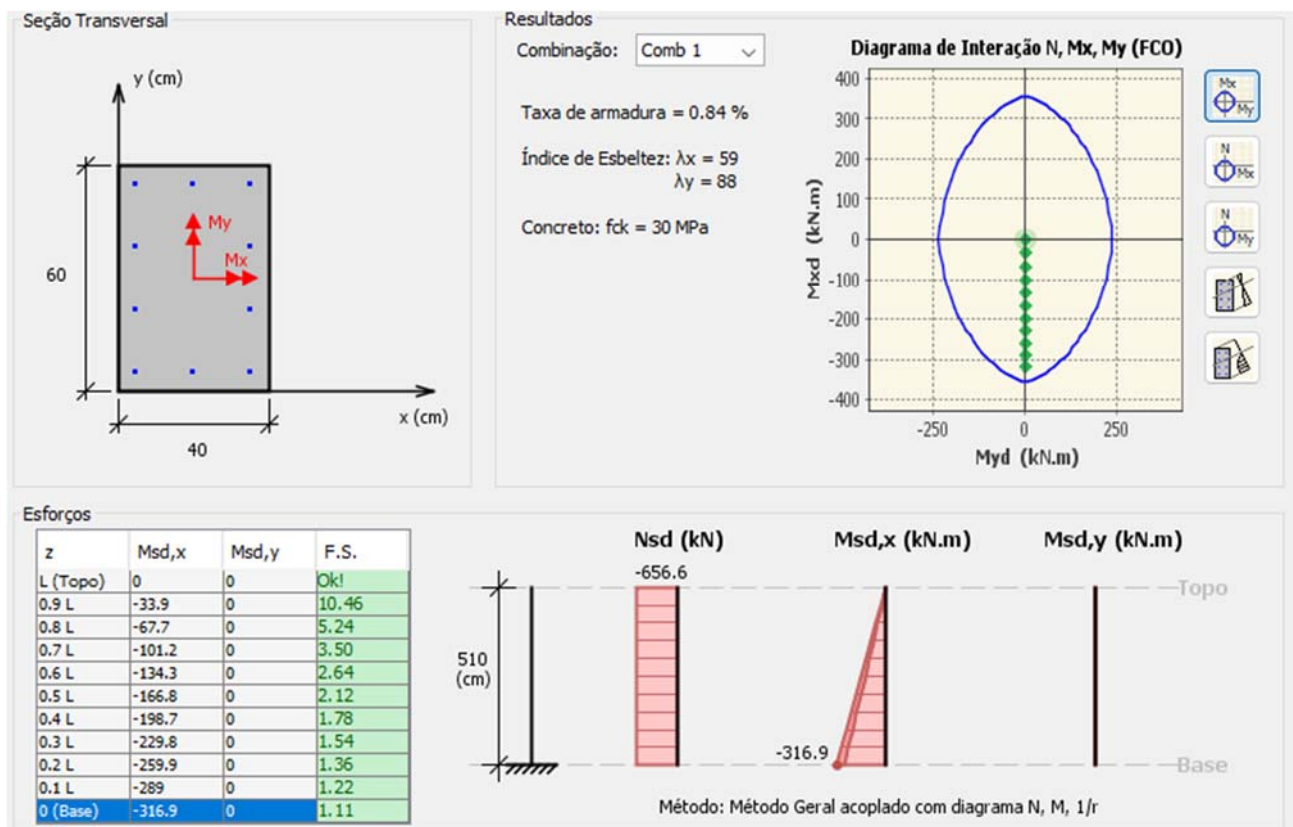 Seção Transversal
y (cm)
My
Mx
60
40
x (cm)
Resultados
Combinação: Comb 1
Taxa de armadura = 0.84 %
Índice de Esbeltez: λx = 59
λy = 88
Concreto: fck = 30 MPa
Diagrama de Interação N, Mx, My (FCO)
400
300
200
100
0
-100
-200
-300
-400
Mxd (kN.m)
-250 0 250
Myd (kN.m)
Mx
My
N
Mx
N
My
Esforços
z Msd,x Msd,y F.S.
L (Topo) 0 0 Ok!
0.9 L -33.9 0 10.46
0.8 L -67.7 0 5.24
0.7 L -101.2 0 3.50
0.6 L -134.3 0 2.64
0.5 L -166.8 0 2.12
0.4 L -198.7 0 1.78
0.3 L -229.8 0 1.54
0.2 L -259.9 0 1.36
0.1 L -289 0 1.22
0 (Base) -316.9 0 1.11
510
(cm)
Nsd (kN) Msd,x (kN.m) Msd,y (kN.m)
-656.6
Topo
-316.9
Base
Método: Método Geral acoplado com diagrama N, M, 1/r